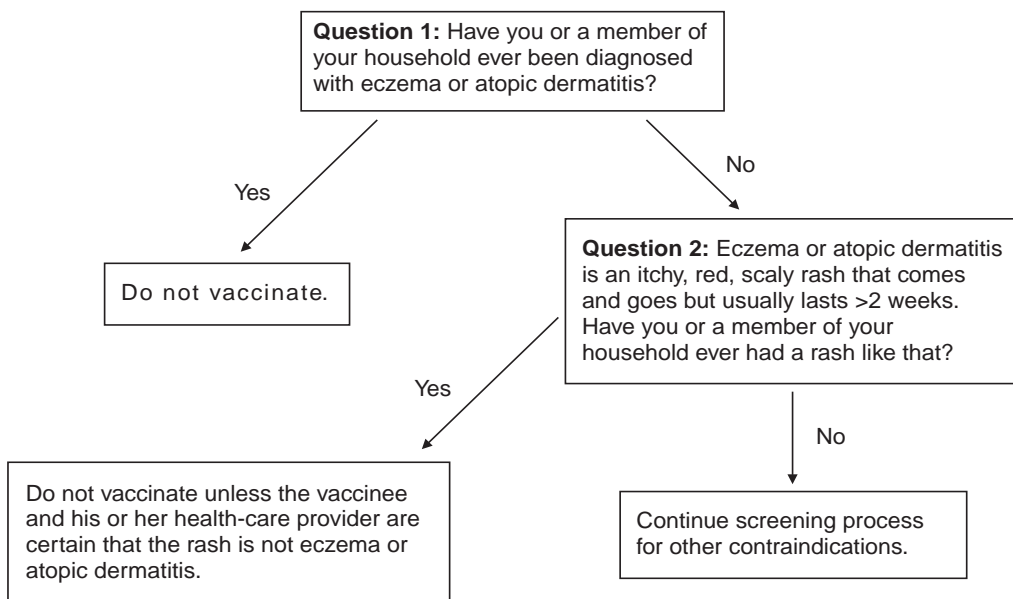 Question 1: Have you or a member of
your household ever been diagnosed
with eczema or atopic dermatitis?
Yes
No
Do not vaccinate.
Question 2: Eczema or atopic dermatitis
is an itchy, red, scaly rash that comes
and goes but usually lasts >2 weeks.
Have you or a member of your
household ever had a rash like that?
Yes
No
Do not vaccinate unless the vaccinee
and his or her health-care provider are
certain that the rash is not eczema or
atopic dermatitis.
Continue screening process
for other contraindications.